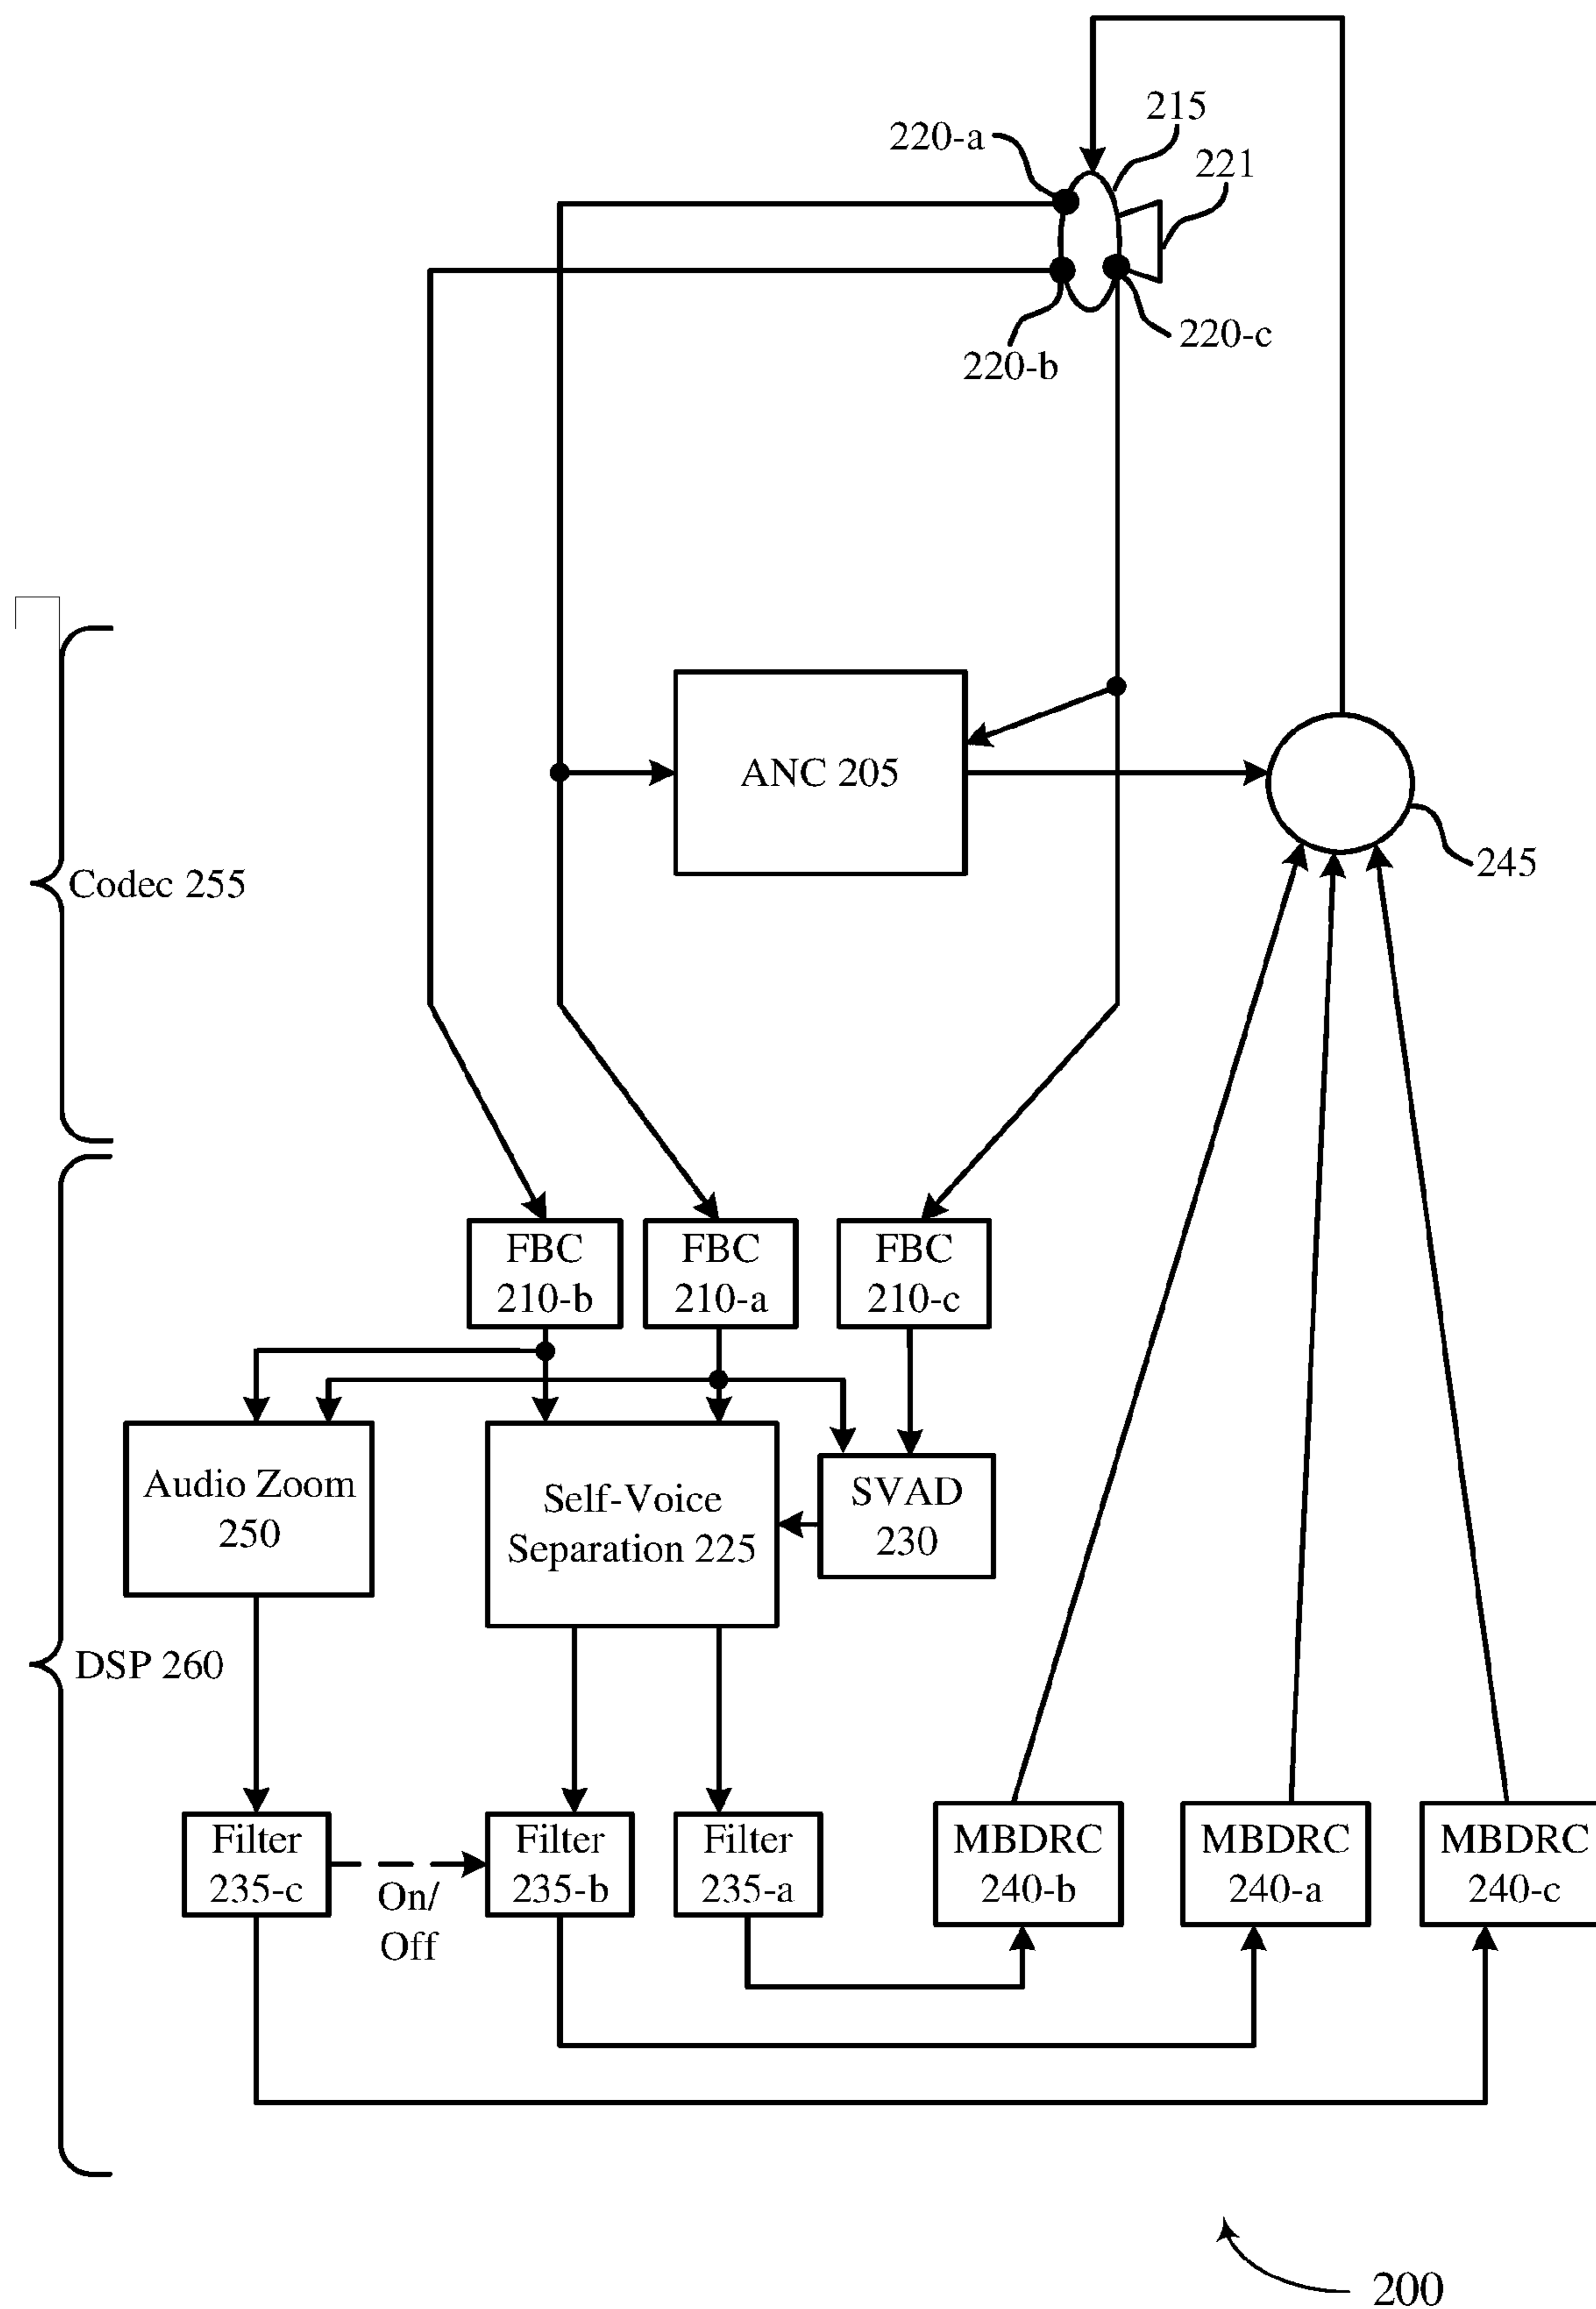 215
220-a
221
220-c
220-b
ANC 205
245
Codec 255
FBC
210-b
FBC
210-a
FBC
210-c
Audio Zoom
250
Self-Voice
Separation 225
SVAD
230
DSP 260
Filter
235-c
On/
Off
Filter
235-b
Filter
235-a
MBDRC
240-b
MBDRC
240-a
MBDRC
240-c
200